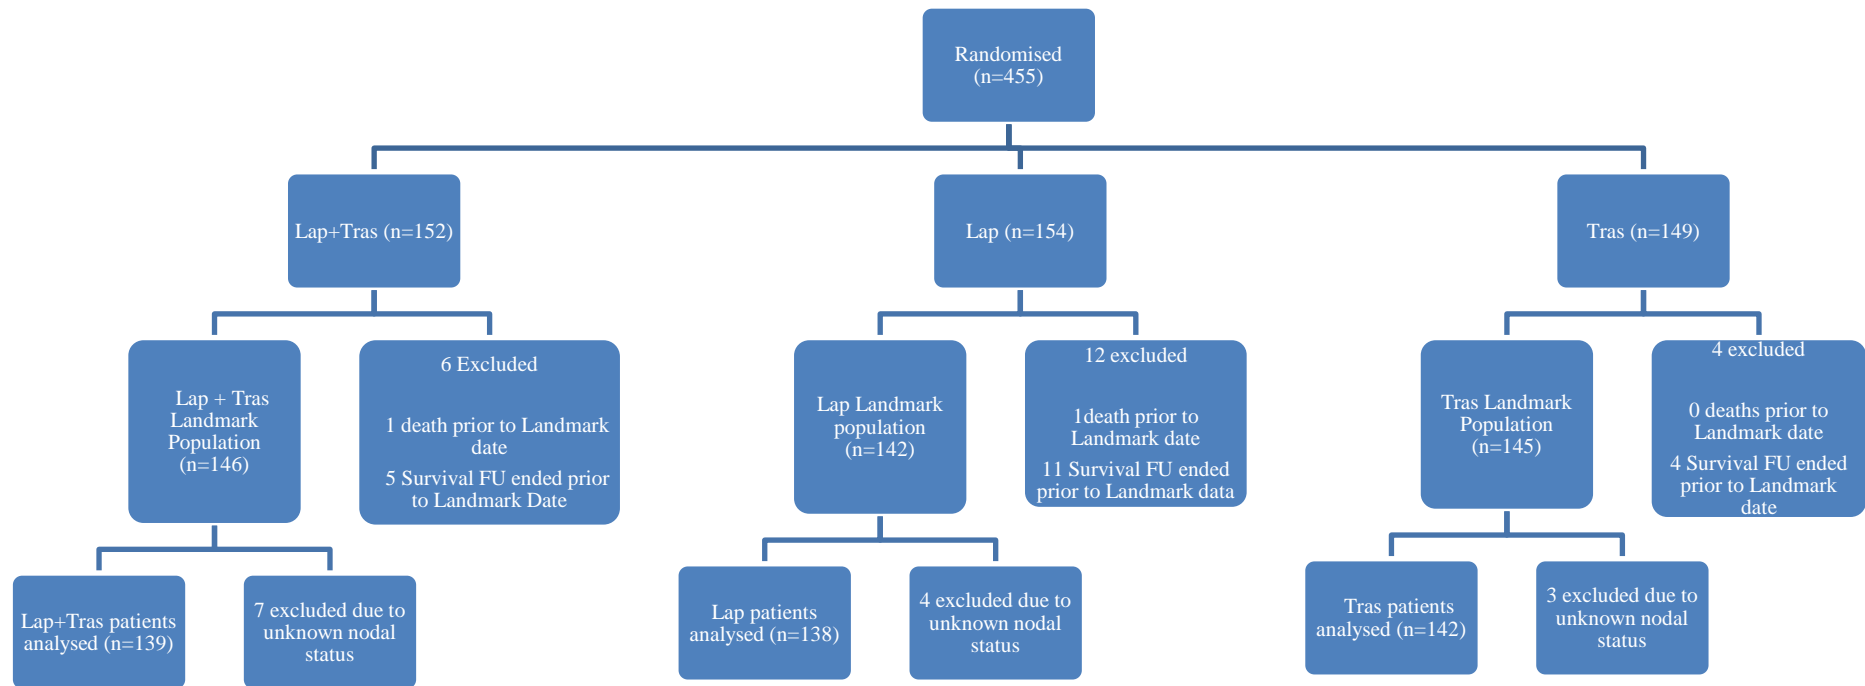 Randomised
(n=455)
Lap+Tras (n=152)
Lap (n=154)
Tras (n=149)
Lap + Tras
Landmark
Population
(n=146)
6 Excluded
1 death prior to Landmark
date
5 Survival FU ended prior
to Landmark Date
Lap Landmark
population
(n=142)
12 excluded
1death prior to
Landmark date
11 Survival FU ended
prior to Landmark data
Tras Landmark
Population
(n=145)
4 excluded
0 deaths prior to
Landmark date
4 Survival FU ended
prior to Landmark
date
Lap+Tras patients
analysed (n=139)
7 excluded due to
unknown nodal
status
Lap patients
analysed (n=138)
4 excluded due to
unknown nodal
status
Tras patients
analysed (n=142)
3 excluded due to
unknown nodal
status